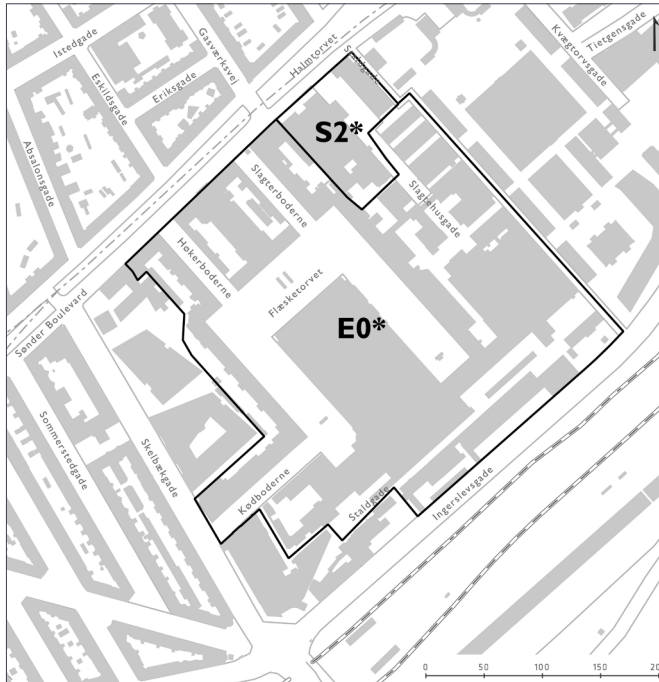 Istedgade
Gasværksvej
Halmtorvet
Kvægtorvsgade
Tietgensgade
Eskildsgade
Eriksgade
S2*
Absalonsgade
Slagterboderne
Slagtehusgade
Høkerboderne
Flæsketorvet
Sønder Boulevard
E0*
Sommerstedgade
Skelbækgade
Kødboderne
Staldgade
Ingerslevsgade
0 50 100 150